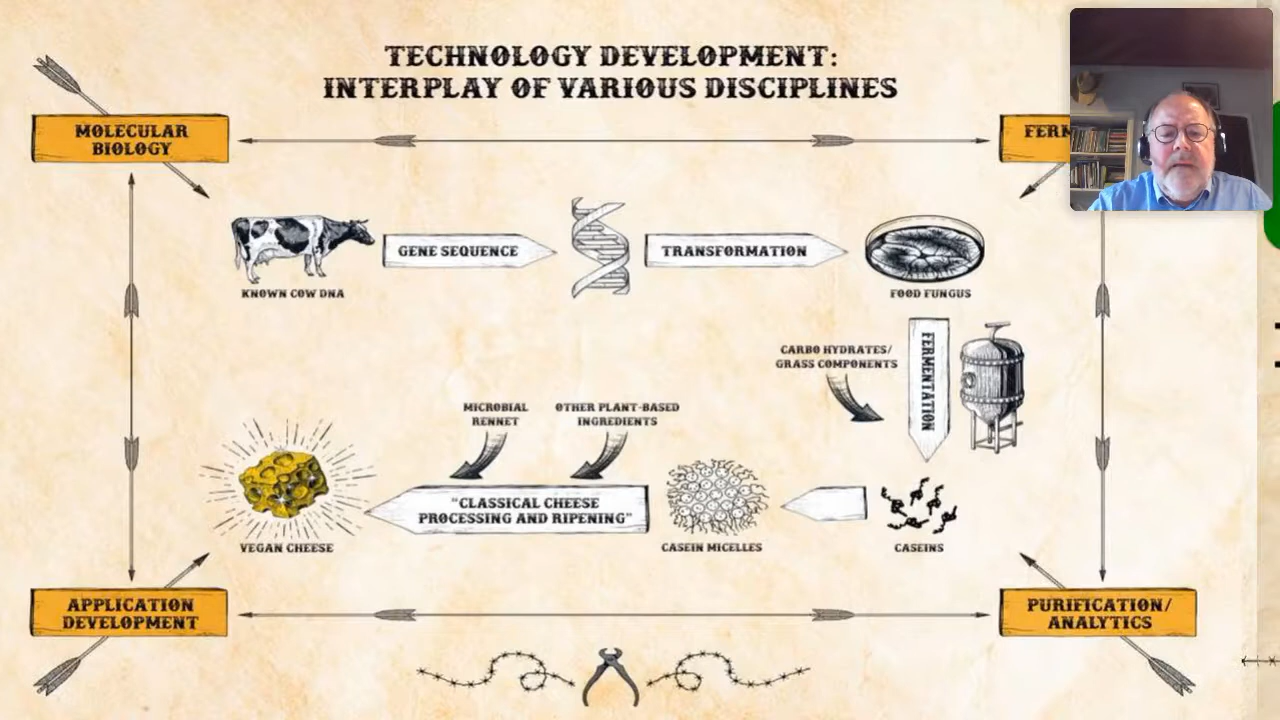 TECHNOLOGY DEVELOPMENT:
INTERPLAY OF VARIOUS DISCIPLINES
MOLECULAR
BIOLOGY
GENE SEQUENCE
TRANSFORMATION
KNOWN COW DNA
FOOD FUNGUS
CARBO HYDRATES/
GRASS COMPONENTS
FERMENTATION
MICROBIAL
RENNET
OTHER PLANT-BASED
INGREDIENTS
"CLASSICAL CHEESE
PROCESSING AND RIPENING"
VEGAN CHEESE
CASEIN MICELLES
CASEINS
APPLICATION
DEVELOPMENT
PURIFICATION/
ANALYTICS